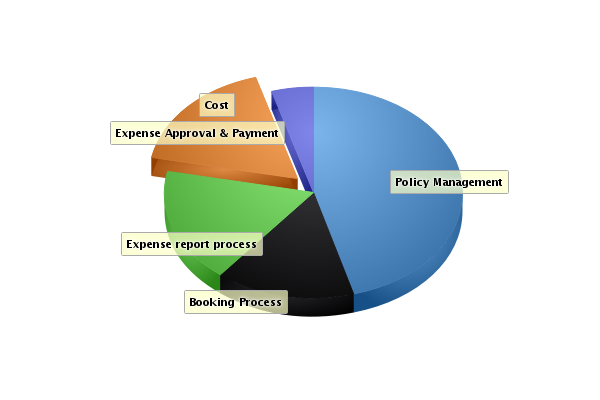 Cost
Expense Approval & Payment
Policy Management
Expense report process
Booking Process